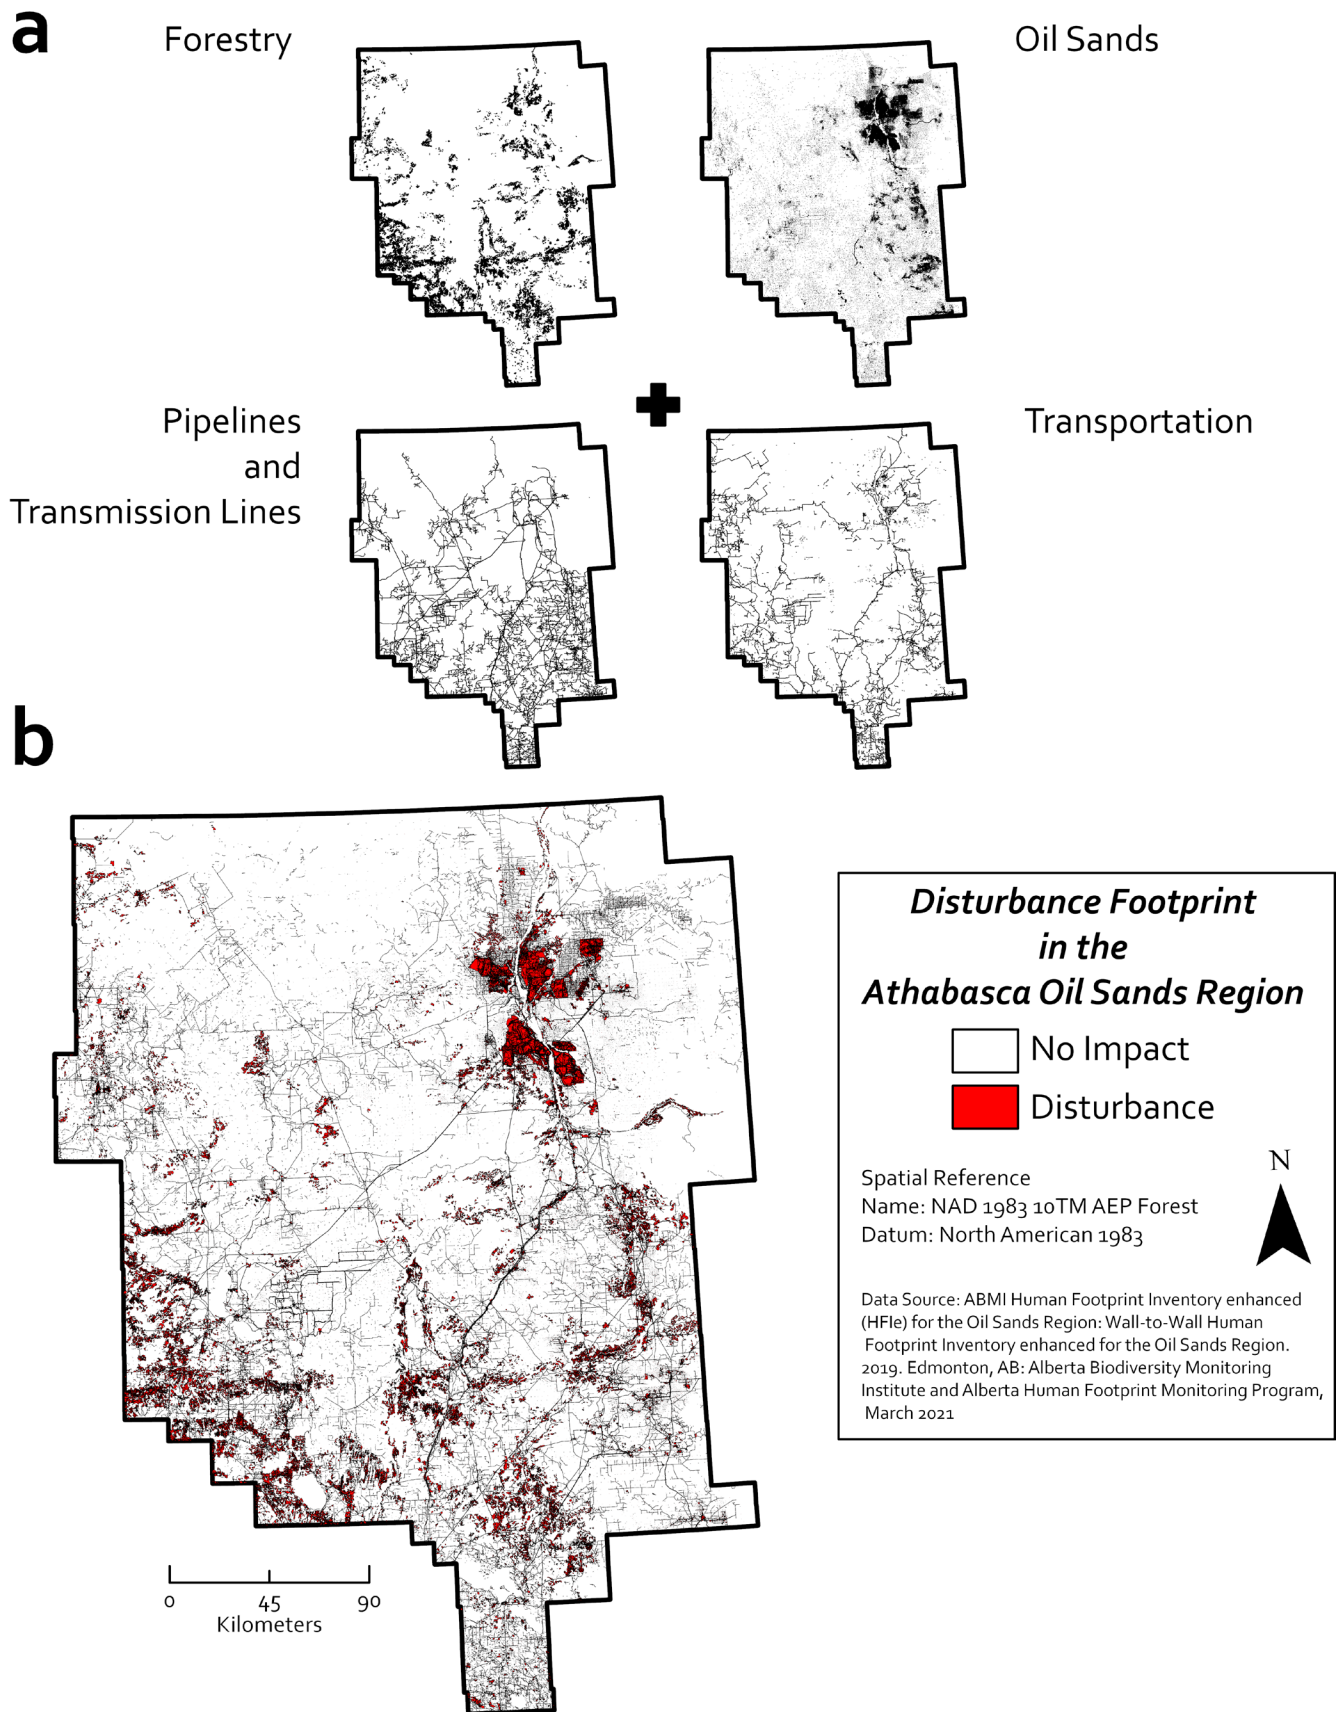 a
Forestry
Oil Sands
Pipelines
and
Transmission Lines
Transportation
b
Disturbance Footprint
in the
Athabasca Oil Sands Region
No Impact
Disturbance
Spatial Reference
Name: NAD 1983 10TM AEP Forest
Datum: North American 1983
N
Data Source: ABMI Human Footprint Inventory enhanced
(HFIe) for the Oil Sands Region: Wall-to-Wall Human
Footprint Inventory enhanced for the Oil Sands Region.
2019. Edmonton, AB: Alberta Biodiversity Monitoring
Institute and Alberta Human Footprint Monitoring Program,
March 2021
0 45 90
Kilometers